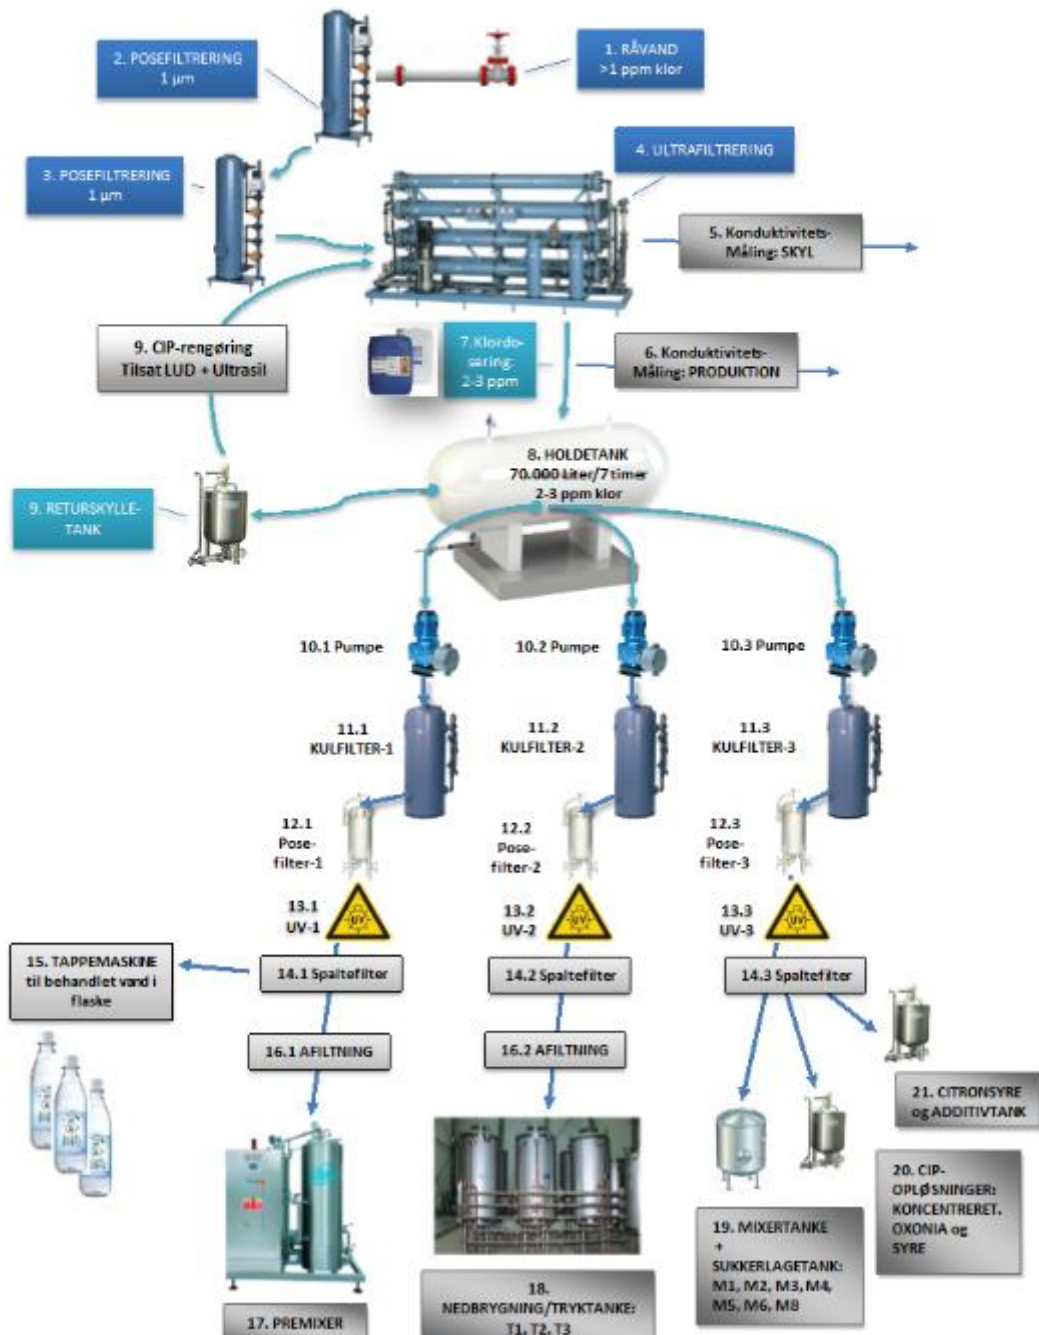 1. RÅVAND
>1 ppm klor
2. POSEFILTRERING
1 µm
3. POSEFILTRERING
1 µm
4. ULTRAFILTRERING
5. Konduktivitets-
Måling: SKYL
9. CIP-rengøring
Tilsat LUD + Ultrasil
7. Klordo-
sering:
2-3 ppm
6. Konduktivitets-
Måling: PRODUKTION
8. HOLDETANK
70.000 Liter/7 timer
2-3 ppm klor
9. RETURSKYLLE-
TANK
10.1 Pumpe
10.2 Pumpe
10.3 Pumpe
11.1
KULFILTER-1
11.2
KULFILTER-2
11.3
KULFILTER-3
12.1
Pose-
filter-1
12.2
Pose-
filter-2
12.3
Pose-
filter-3
13.1
UV-1
UV
13.2
UV-2
UV
13.3
UV-3
UV
15. TAPPEMASKINE
til behandlet vand i
flaske
14.1 Spaltefilter
14.2 Spaltefilter
14.3 Spaltefilter
16.1 AFILTNING
16.2 AFILTNING
21. CITRONSYRE
og ADDITIVTANK
20. CIP-
OPLØSNINGER:
KONCENTRERET.
OXONIA og
SYRE
19. MIXERTANKE
+
SUKKERLAGETANK:
M1, M2, M3, M4,
M5, M6, M8
17. PREMIXER
18.
NEDBRYGNING/TRYKTANKE:
T1, T2, T3